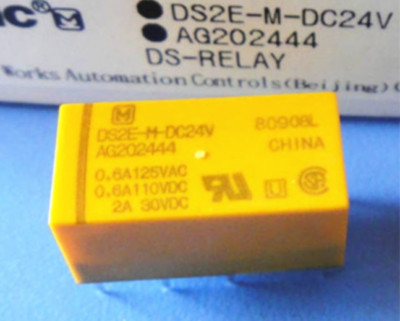 ic® M
DS2E-M-DC24V
AG202444
DS-RELAY
Works Automation Controls(Beijing)
M
DS2E-M-DC24V
AG202444
0.6A125VAC
0.6A110VDC
2A 30VDC
80908L
CHINA